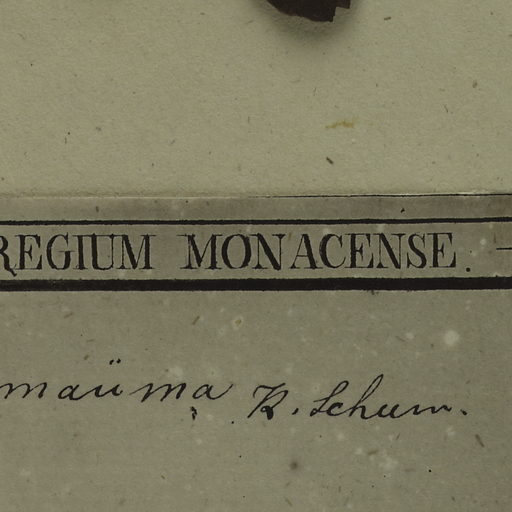 REGIUM MONACENSE. —
maüma K. Schum.